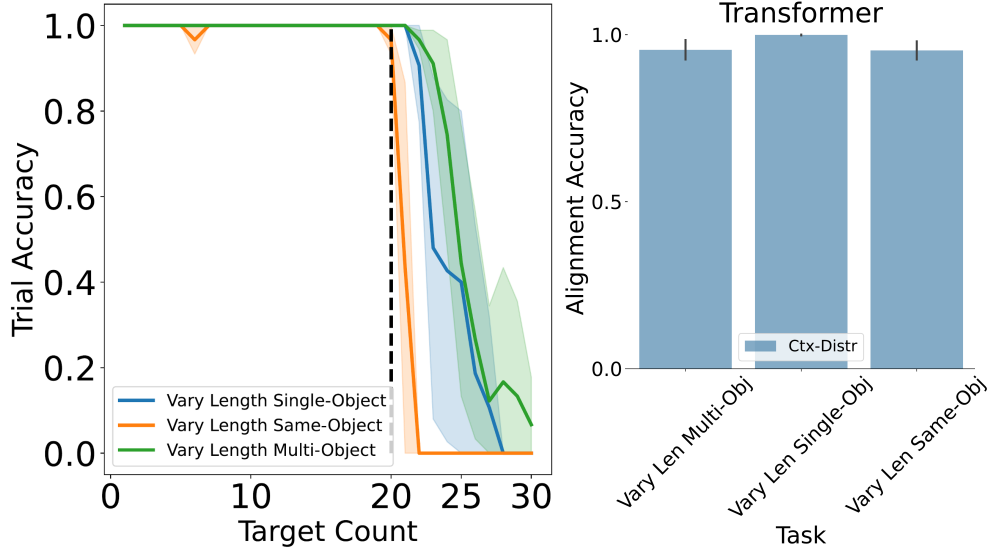 1.0
0.8
0.6
0.4
0.2
0.0
Trial Accuracy
Vary Length Single-Object
Vary Length Same-Object
Vary Length Multi-Object
0 10 20 25 30
Target Count
Transformer
1.0
0.5
0.0
Alignment Accuracy
Ctx-Distr
Vary Len Multi-Obj
Vary Len Single-Obj
Vary Len Same-Obj
Task